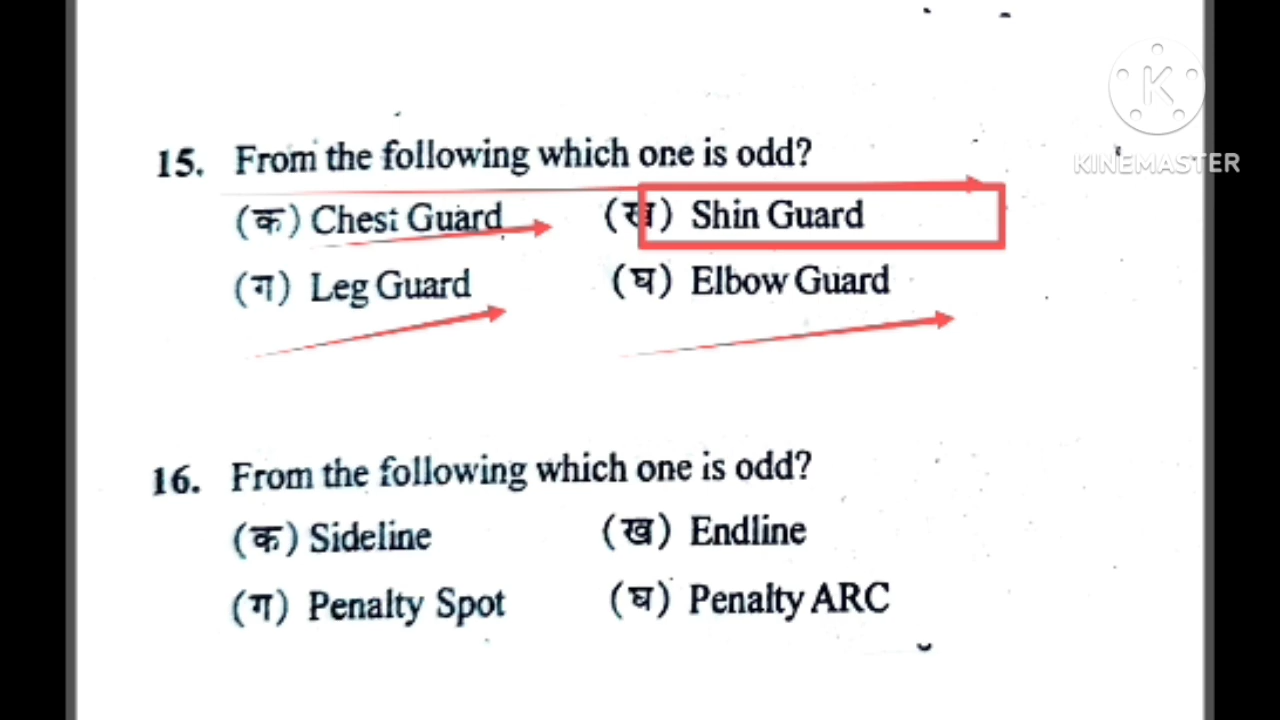 KINEMASTER
15. From the following which one is odd?
(क) Chest Guard (ख) Shin Guard
(ग) Leg Guard (घ) Elbow Guard
16. From the following which one is odd?
(क) Sideline (ख) Endline
(ग) Penalty Spot (घ) Penalty ARC